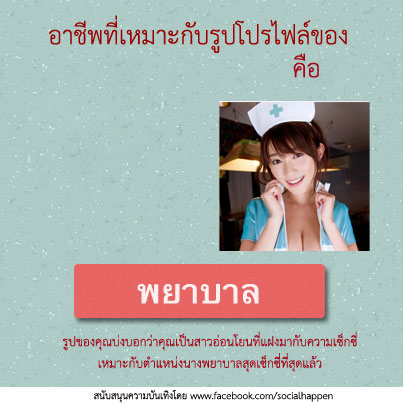 อาชีพที่เหมาะกับรูปโปรไฟล์ของ
คือ
พยาบาล
รูปของคุณบ่งบอกว่าคุณเป็นสาวอ่อนโยนที่แฝงมากับความเซ็กซี่
เหมาะกับตำแหน่งนางพยาบาลสุดเซ็กซี่ที่สุดแล้ว
สนับสนุนความบันเทิงโดย www.facebook.com/socialhappen